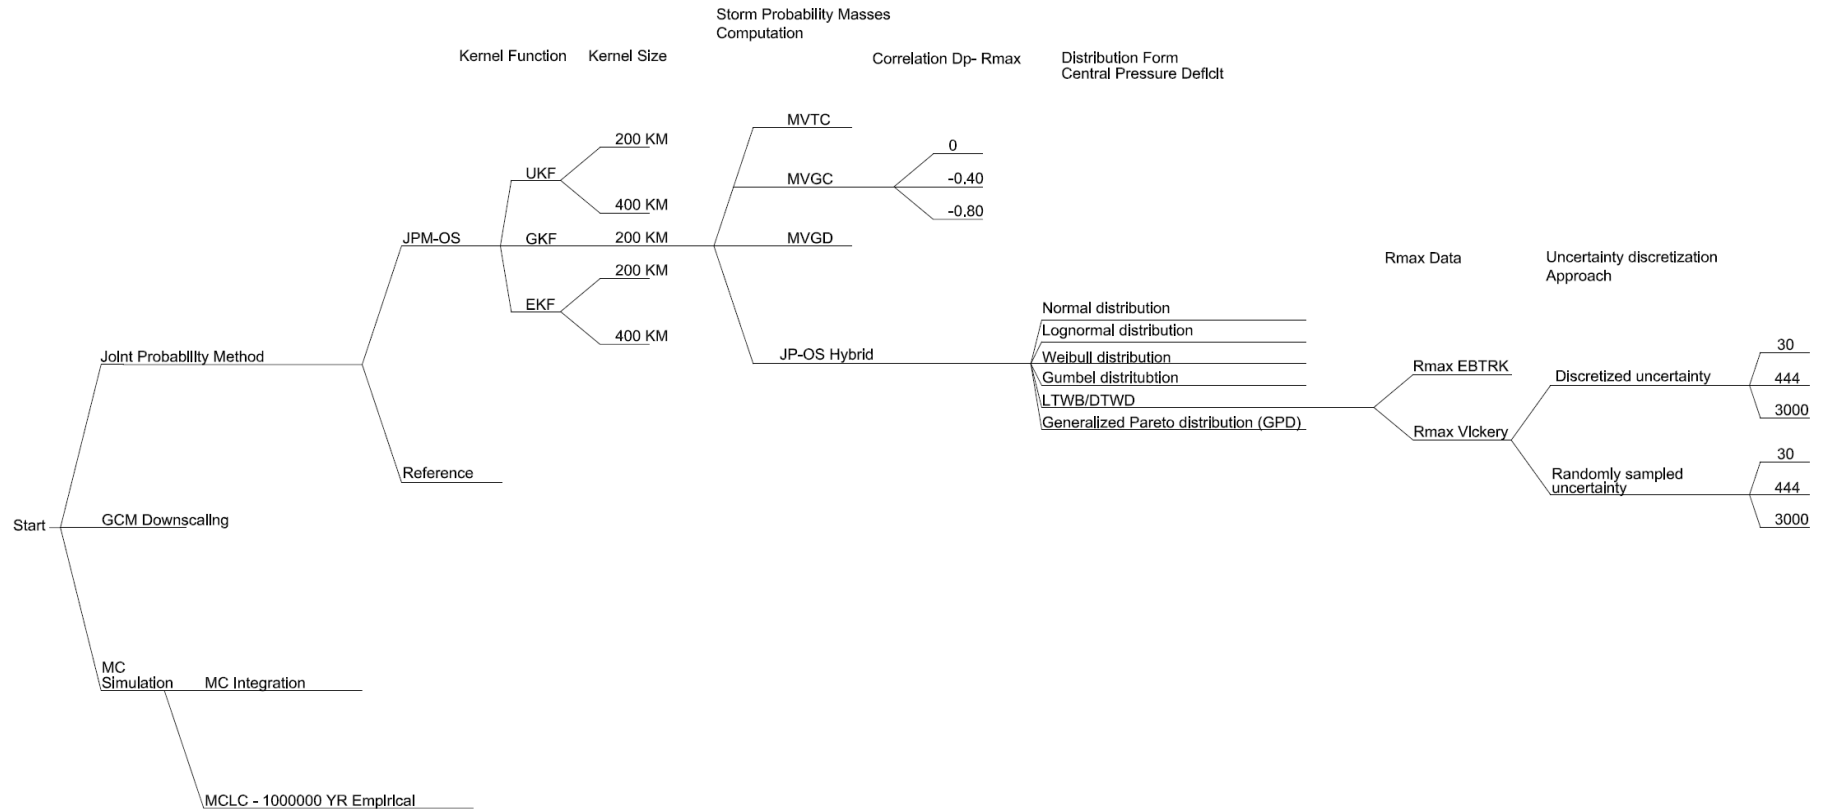 Storm Probability Masses
Computation
Kernel Function
Kernel Size
Correlation Dp- Rmax
Distribution Form
Central Pressure Deficit
MVTC
200 KM
0
UKF
MVGC
-0.40
400 KM
-0.80
JPM-OS
GKF
200 KM
MVGD
Rmax Data
Uncertainty discretization
Approach
200 KM
EKF
400 KM
Normal distribution
Lognormal distribution
Joint Probability Method
JP-OS Hybrid
Weibull distribution
Gumbel distritubtion
LTWB/DTWD
Generalized Pareto distribution (GPD)
Rmax EBTRK
Rmax Vickery
Discretized uncertainty
30
444
3000
Randomly sampled
uncertainty
30
444
3000
Reference
Start
GCM Downscaling
MC
Simulation
MC Integration
MCLC - 1000000 YR Empirical